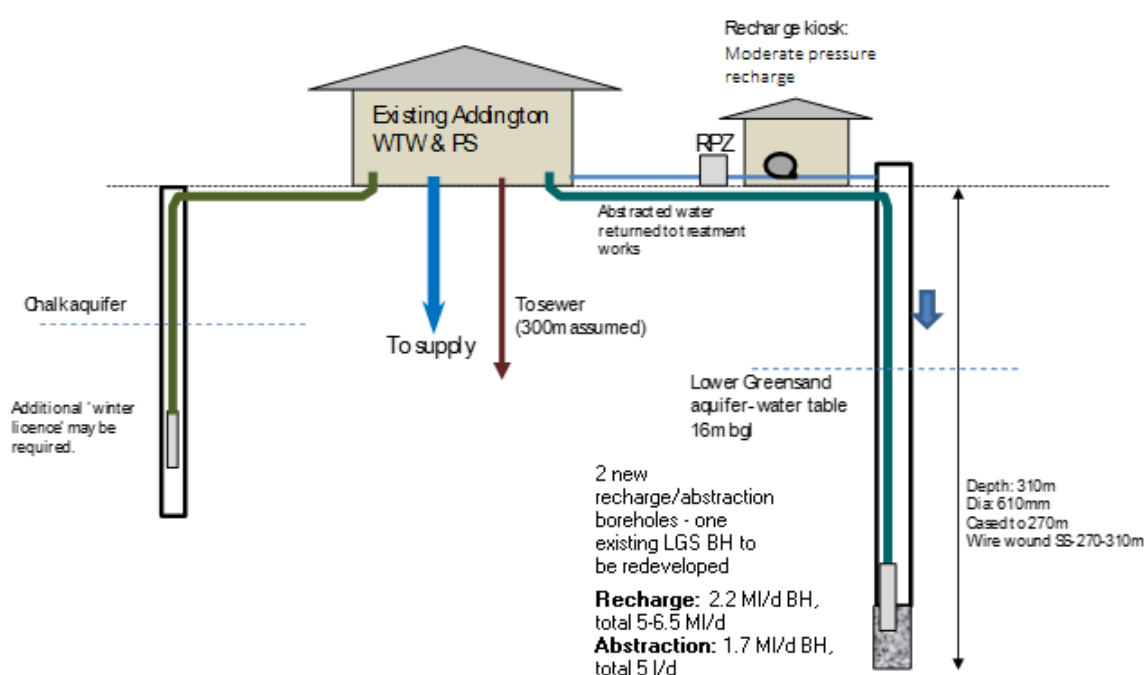 Recharge kiosk:
Moderate pressure
recharge
Existing Addington
WTW & PS
RPZ
Abstracted water
returned to treatment
works
Chalk aquifer
To supply
To sewer
(300m assumed)
Lower Greensand
aquifer- water table
16m bgl
Additional 'winter
licence' may be
required.
2 new
recharge/abstraction
boreholes - one
existing LGS BH to
be redeveloped
Recharge: 2.2 Ml/d BH,
total 5-6.5 Ml/d
Abstraction: 1.7 Ml/d BH,
total 5 l/d
Depth: 310m
Dia: 610mm
Cased to 270m
Wire wound SS-270-310m